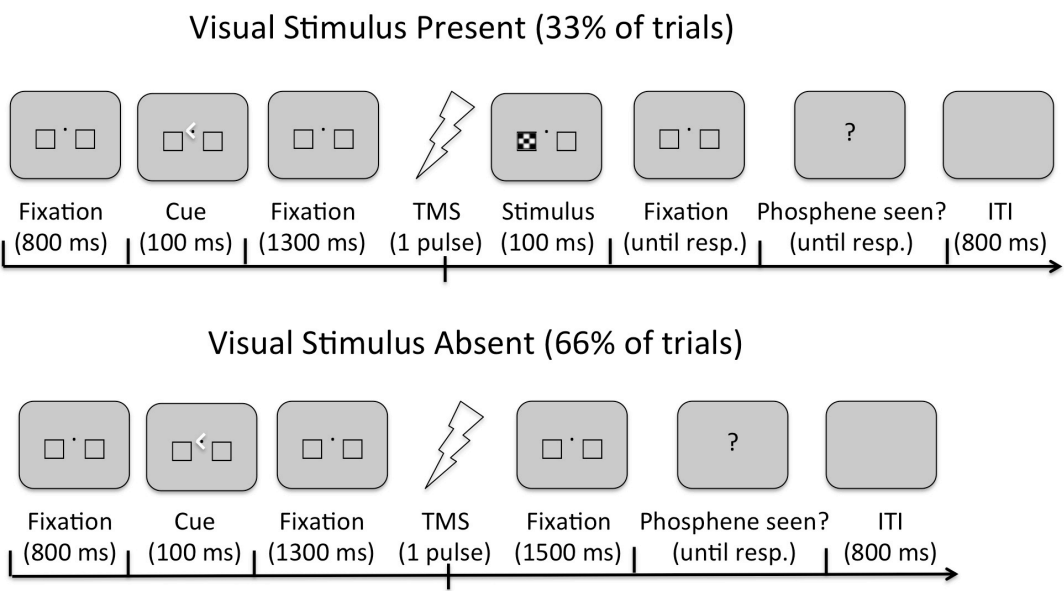 Visual Stimulus Present (33% of trials)
?
Fixation Cue Fixation TMS Stimulus Fixation Phosphene seen? ITI
(800 ms) (100 ms) (1300 ms) (1 pulse) (100 ms) (until resp.) (until resp.) (800 ms)
Visual Stimulus Absent (66% of trials)
?
Fixation Cue Fixation TMS Fixation Phosphene seen? ITI
(800 ms) (100 ms) (1300 ms) (1 pulse) (1500 ms) (until resp.) (800 ms)